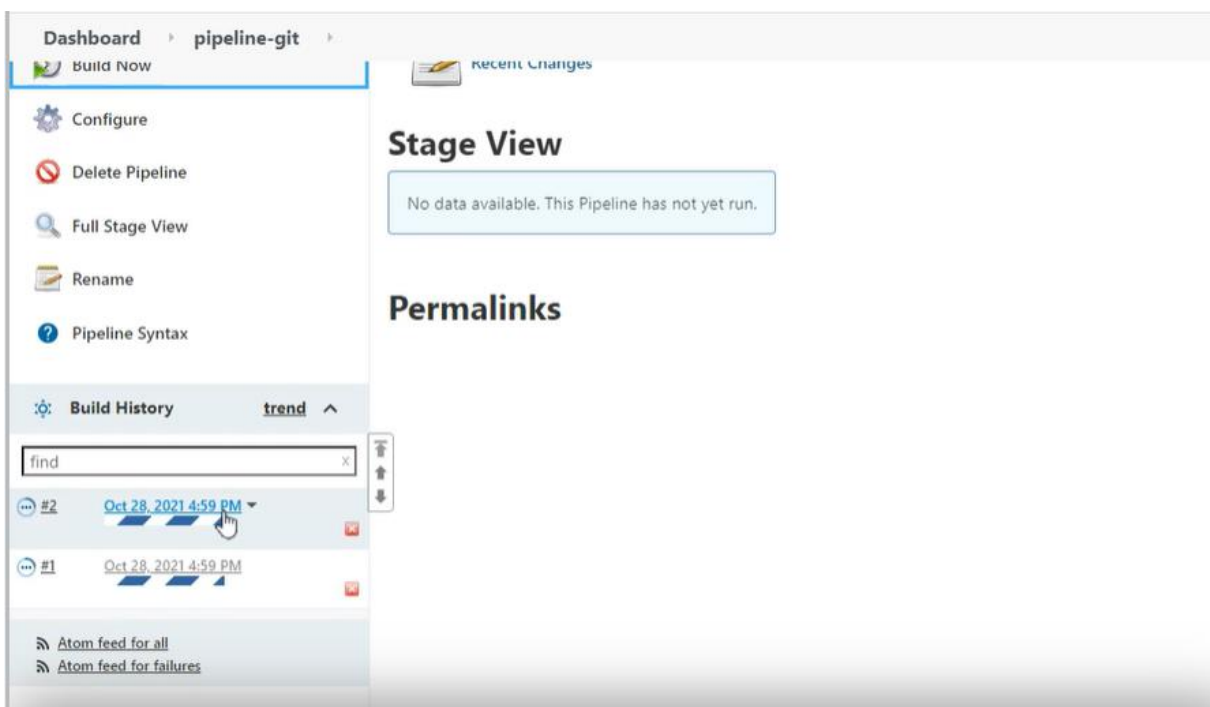 Dashboard pipeline-git
Build Now
Configure
Delete Pipeline
Full Stage View
Rename
Pipeline Syntax
Build History trend
find x
#2 Oct 28, 2021 4:59 PM
#1 Oct 28, 2021 4:59 PM
Atom feed for all
Atom feed for failures
Recent Changes
Stage View
No data available. This Pipeline has not yet run.
Permalinks